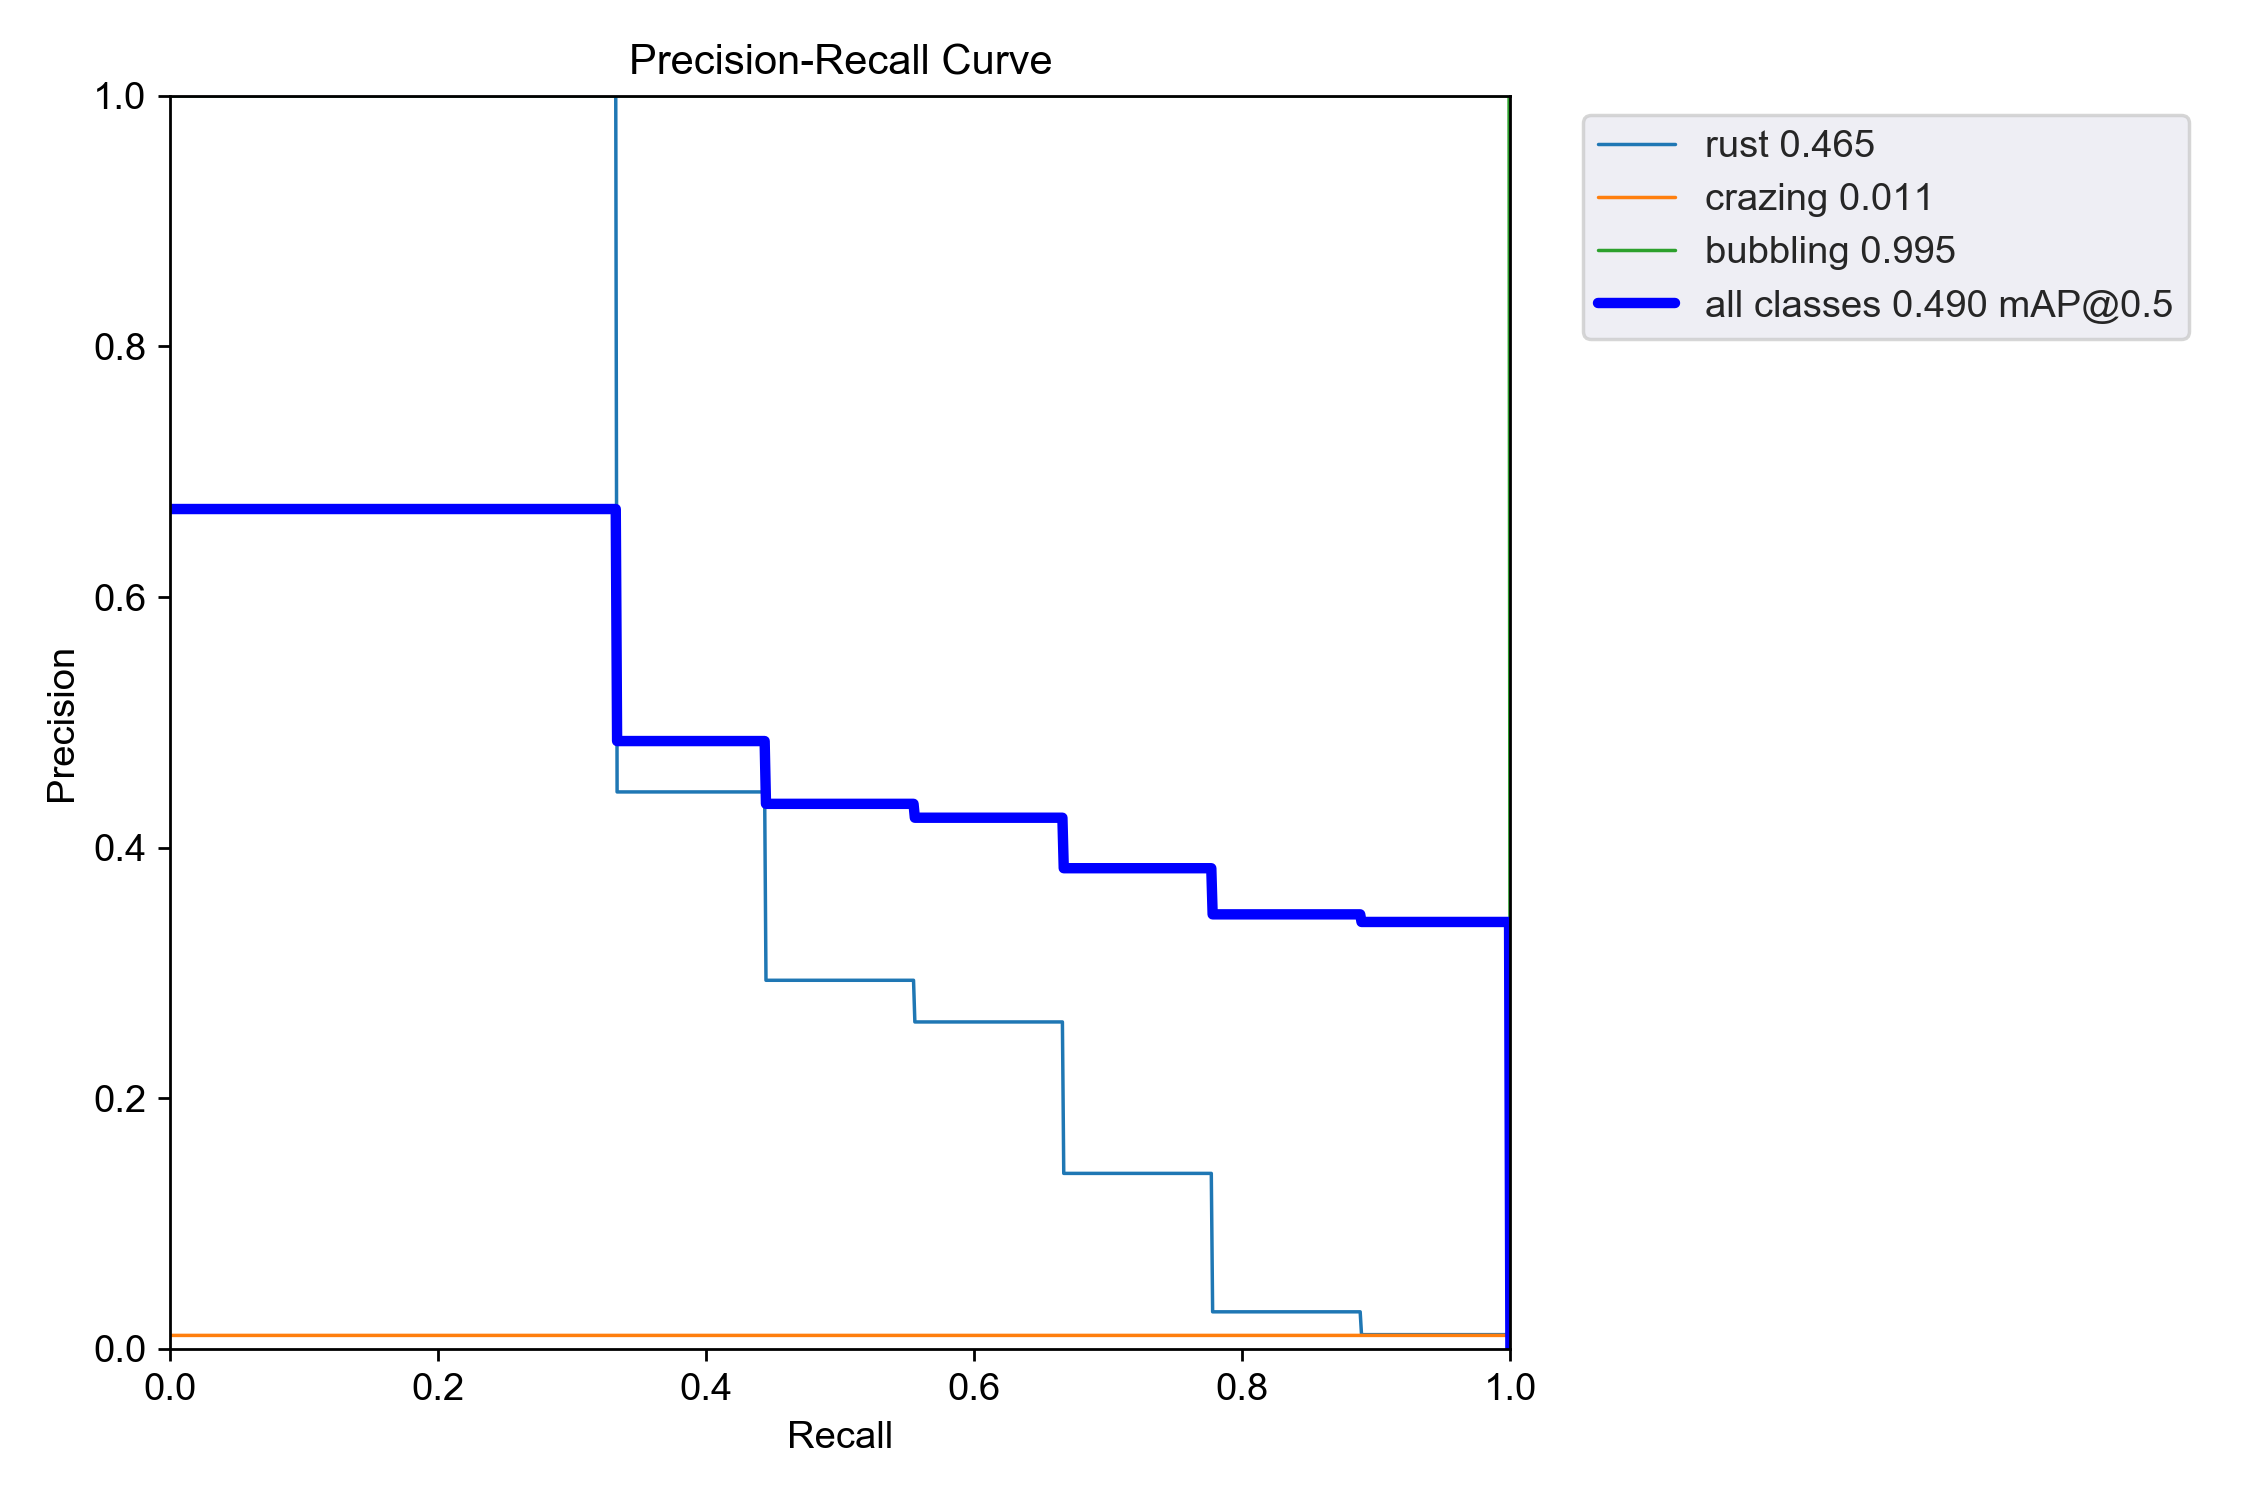 Precision-Recall Curve
1.0
0.8
0.6
0.4
0.2
0.0
Precision
0.0 0.2 0.4 0.6 0.8 1.0
Recall
rust 0.465
crazing 0.011
bubbling 0.995
all classes 0.490 mAP@0.5